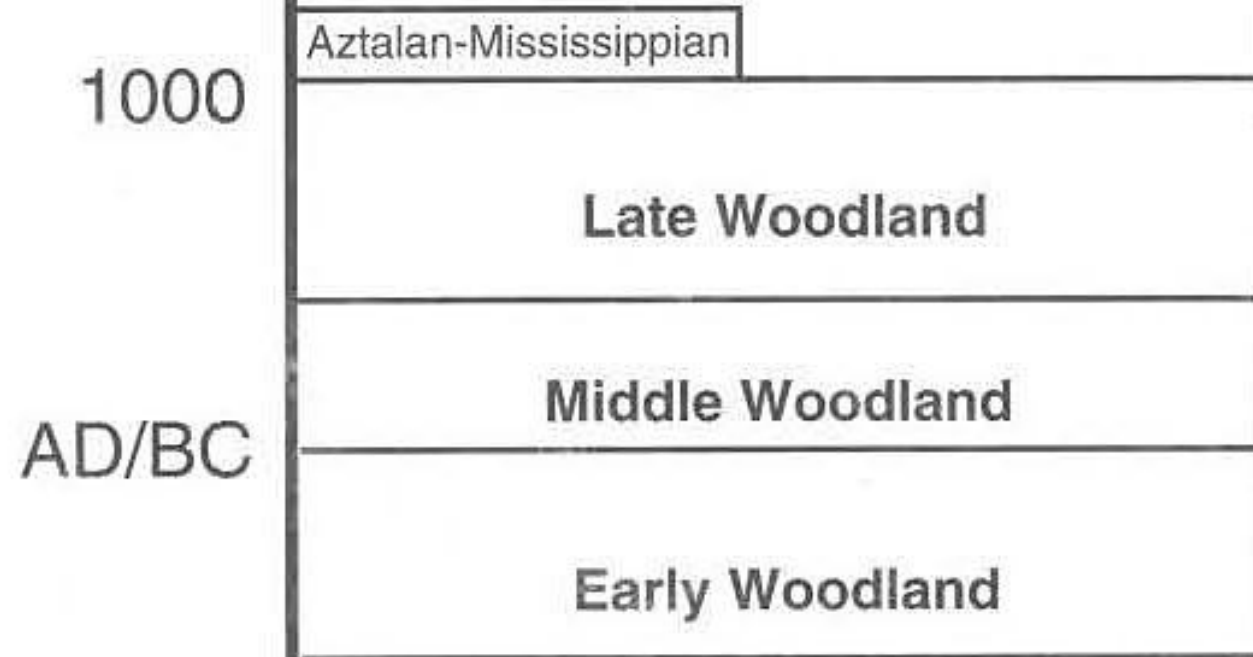 Aztalan-Mississippian
1000
Late Woodland
Middle Woodland
AD/BC
Early Woodland